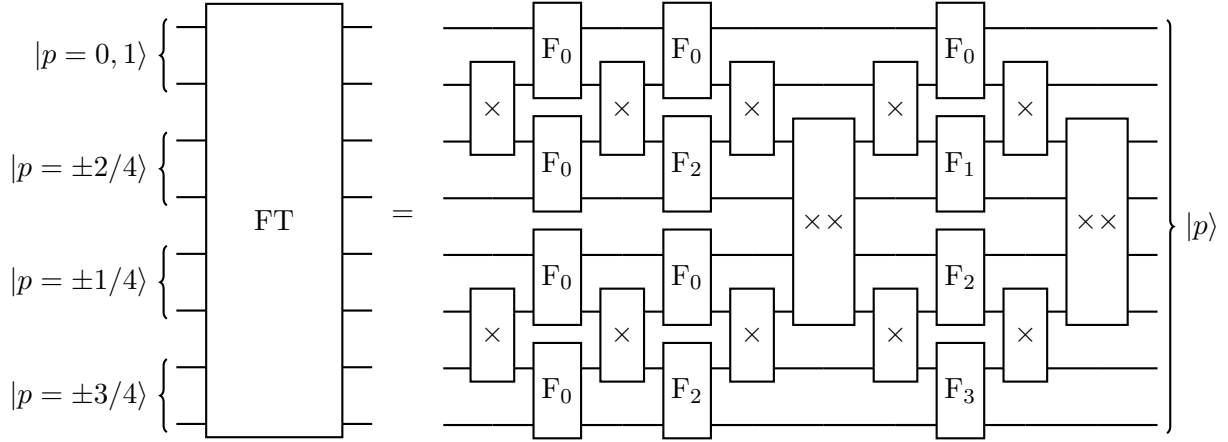 |p = 0, 1⟩
|p = ±2/4⟩
|p = ±1/4⟩
|p = ±3/4⟩
FT
=
F₀ F₀ F₀
× × × × ×
F₀ F₂ F₁
×× ××
F₀ F₀ F₂
× × × × ×
F₀ F₂ F₃
|p⟩